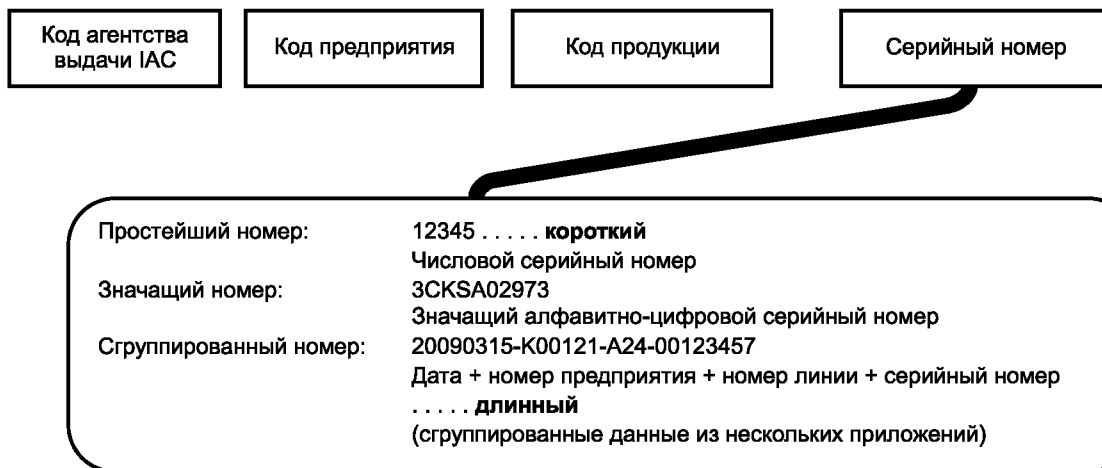 Код агентства
выдачи IAC
Код предприятия
Код продукции
Серийный номер
Простейший номер: 12345 . . . . . короткий
Числовой серийный номер
Значащий номер: 3CKSA02973
Значащий алфавитно-цифровой серийный номер
Сгруппированный номер: 20090315-K00121-A24-00123457
Дата + номер предприятия + номер линии + серийный номер
. . . . . длинный
(сгруппированные данные из нескольких приложений)